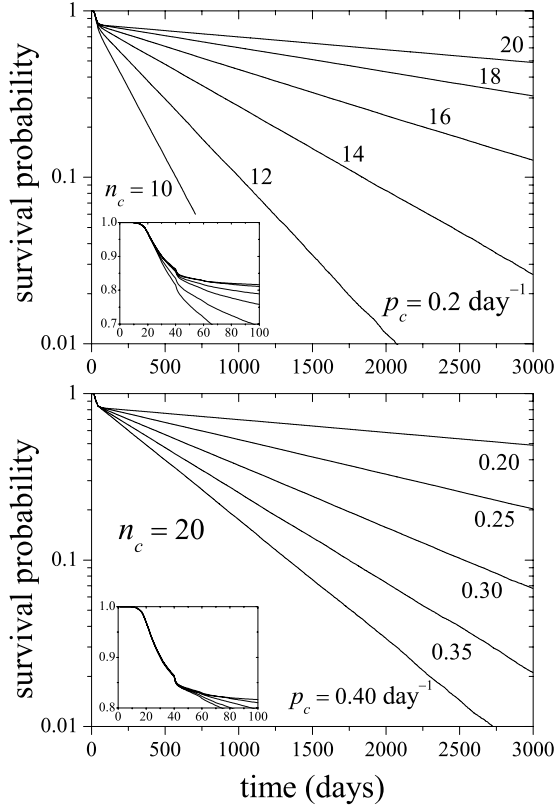 survival probability
1
0.1
0.01
20
18
16
14
12
n_c = 10
p_c = 0.2 day⁻¹
1.0
0.9
0.8
0.7
0 20 40 60 80 100
0 500 1000 1500 2000 2500 3000
survival probability
1
0.1
0.01
0.20
0.25
0.30
0.35
n_c = 20
p_c = 0.40 day⁻¹
1.0
0.9
0.8
0 20 40 60 80 100
0 500 1000 1500 2000 2500 3000
time (days)